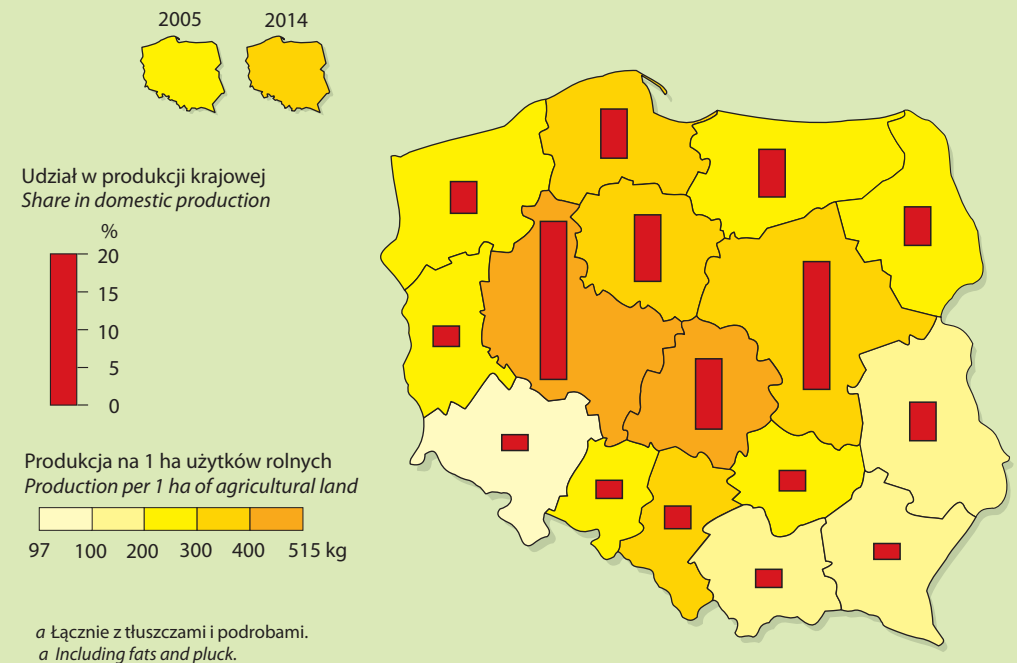 2005 2014
Udział w produkcji krajowej
Share in domestic production
%
20
15
10
5
0
Produkcja na 1 ha użytków rolnych
Production per 1 ha of agricultural land
97 100 200 300 400 515 kg
a Łącznie z tłuszczami i podrobami.
a Including fats and pluck.